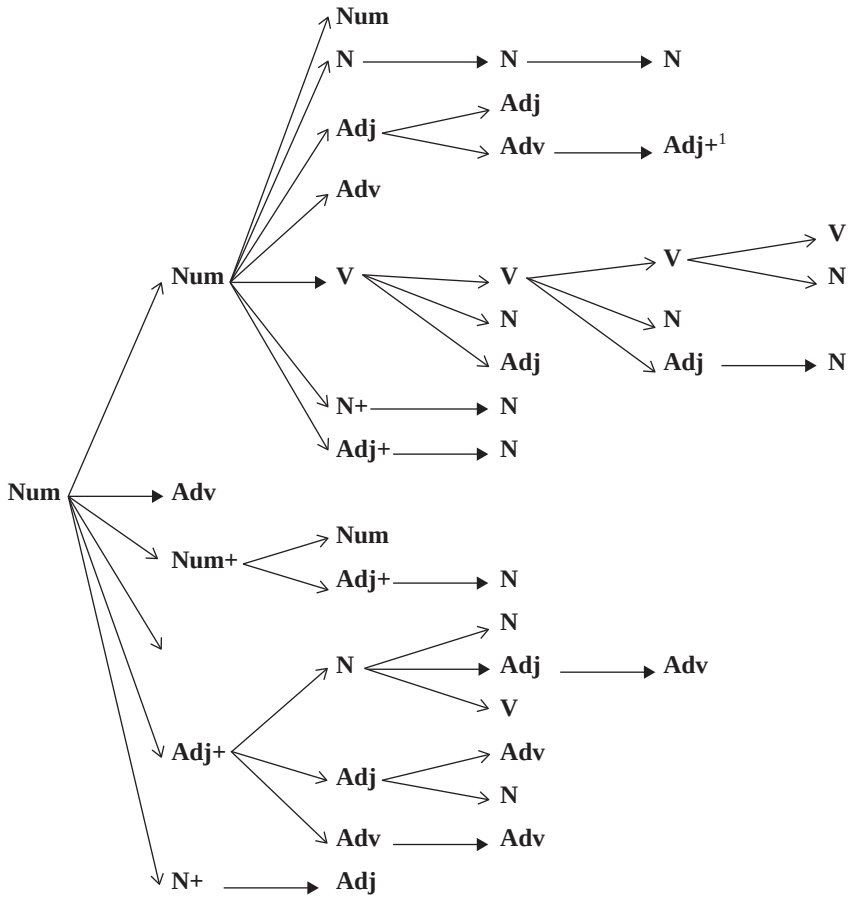 Num
N N N
Adj
Adj
Adv Adj+¹
Adv
V
Num V V V N
N N
Adj Adj N
N+ N
Adj+ N
Num Adv
Num
Num+
Adj+ N
N
N Adj Adv
V
Adj+ Adv
Adj
N
Adv Adv
N+ Adj